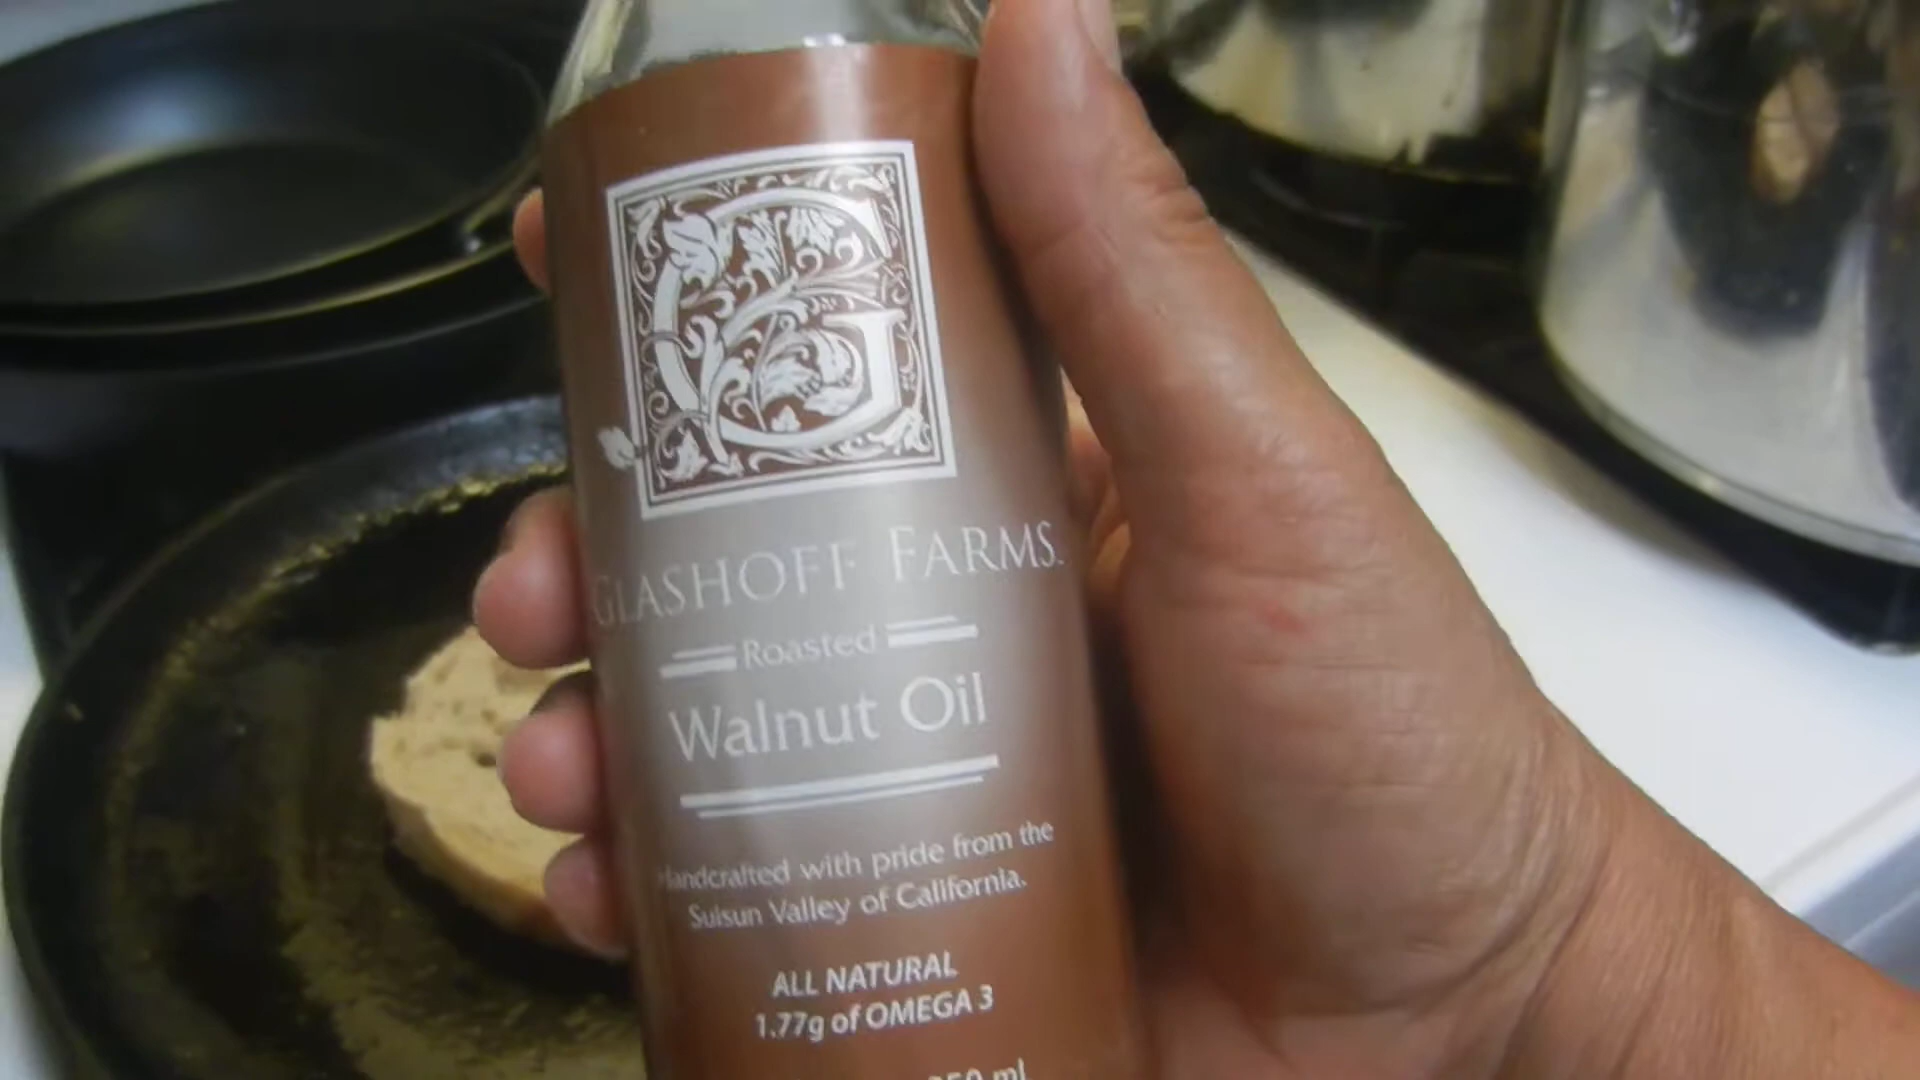 G
GLASHOFF FARMS.
Roasted
Walnut Oil
Handcrafted with pride from the
Suisun Valley of California.
ALL NATURAL
1.77g of OMEGA 3
ml